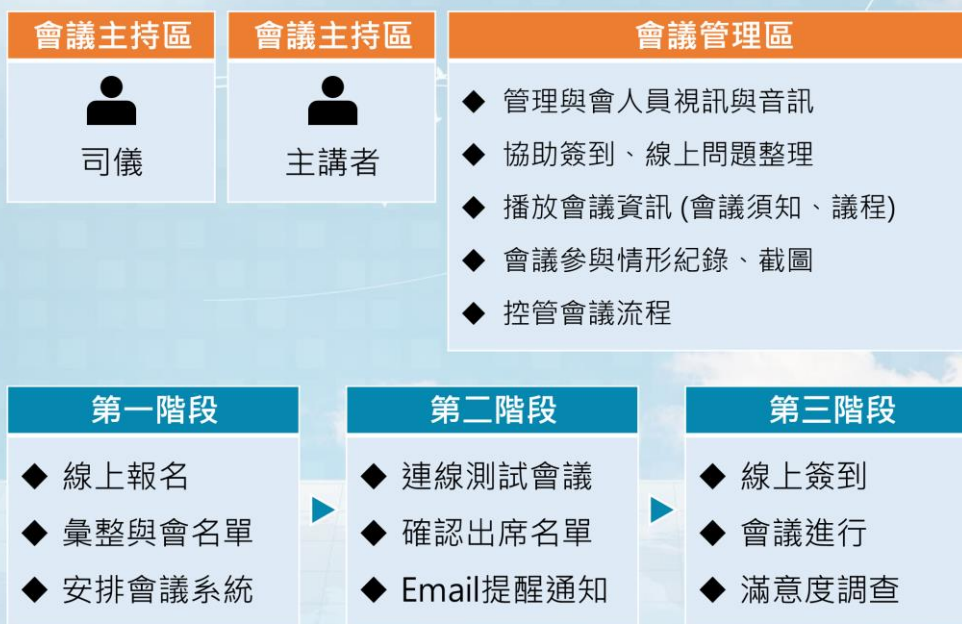 會議主持區
司儀
會議主持區
主講者
會議管理區
◆ 管理與會人員視訊與音訊
◆ 協助簽到、線上問題整理
◆ 播放會議資訊 (會議須知、議程)
◆ 會議參與情形紀錄、截圖
◆ 控管會議流程
第一階段
◆ 線上報名
◆ 彙整與會名單
◆ 安排會議系統
第二階段
◆ 連線測試會議
◆ 確認出席名單
◆ Email提醒通知
第三階段
◆ 線上簽到
◆ 會議進行
◆ 滿意度調查